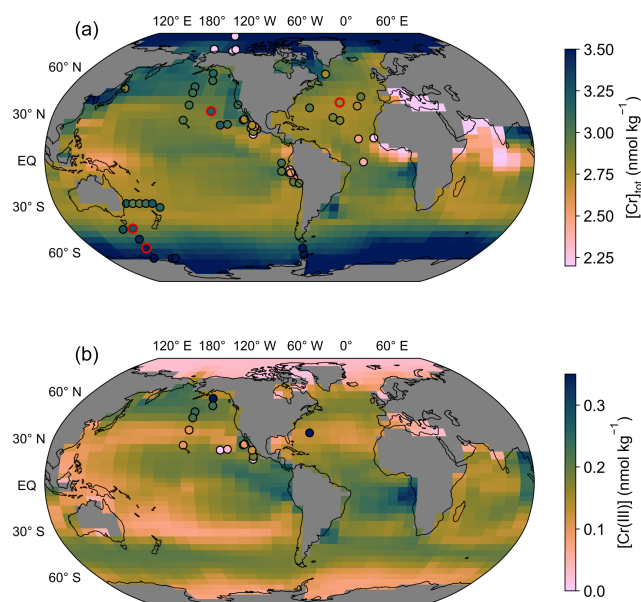 120° E 180° W 120° W 60° W 0° 60° E
(a)
60° N
30° N
EQ
30° S
60° S
3.50
3.25
3.00
2.75
2.50
2.25
[Cr]tot (nmol kg⁻¹)
120° E 180° W 120° W 60° W 0° 60° E
(b)
60° N
30° N
EQ
30° S
60° S
0.3
0.2
0.1
0.0
[Cr(III)] (nmol kg⁻¹)